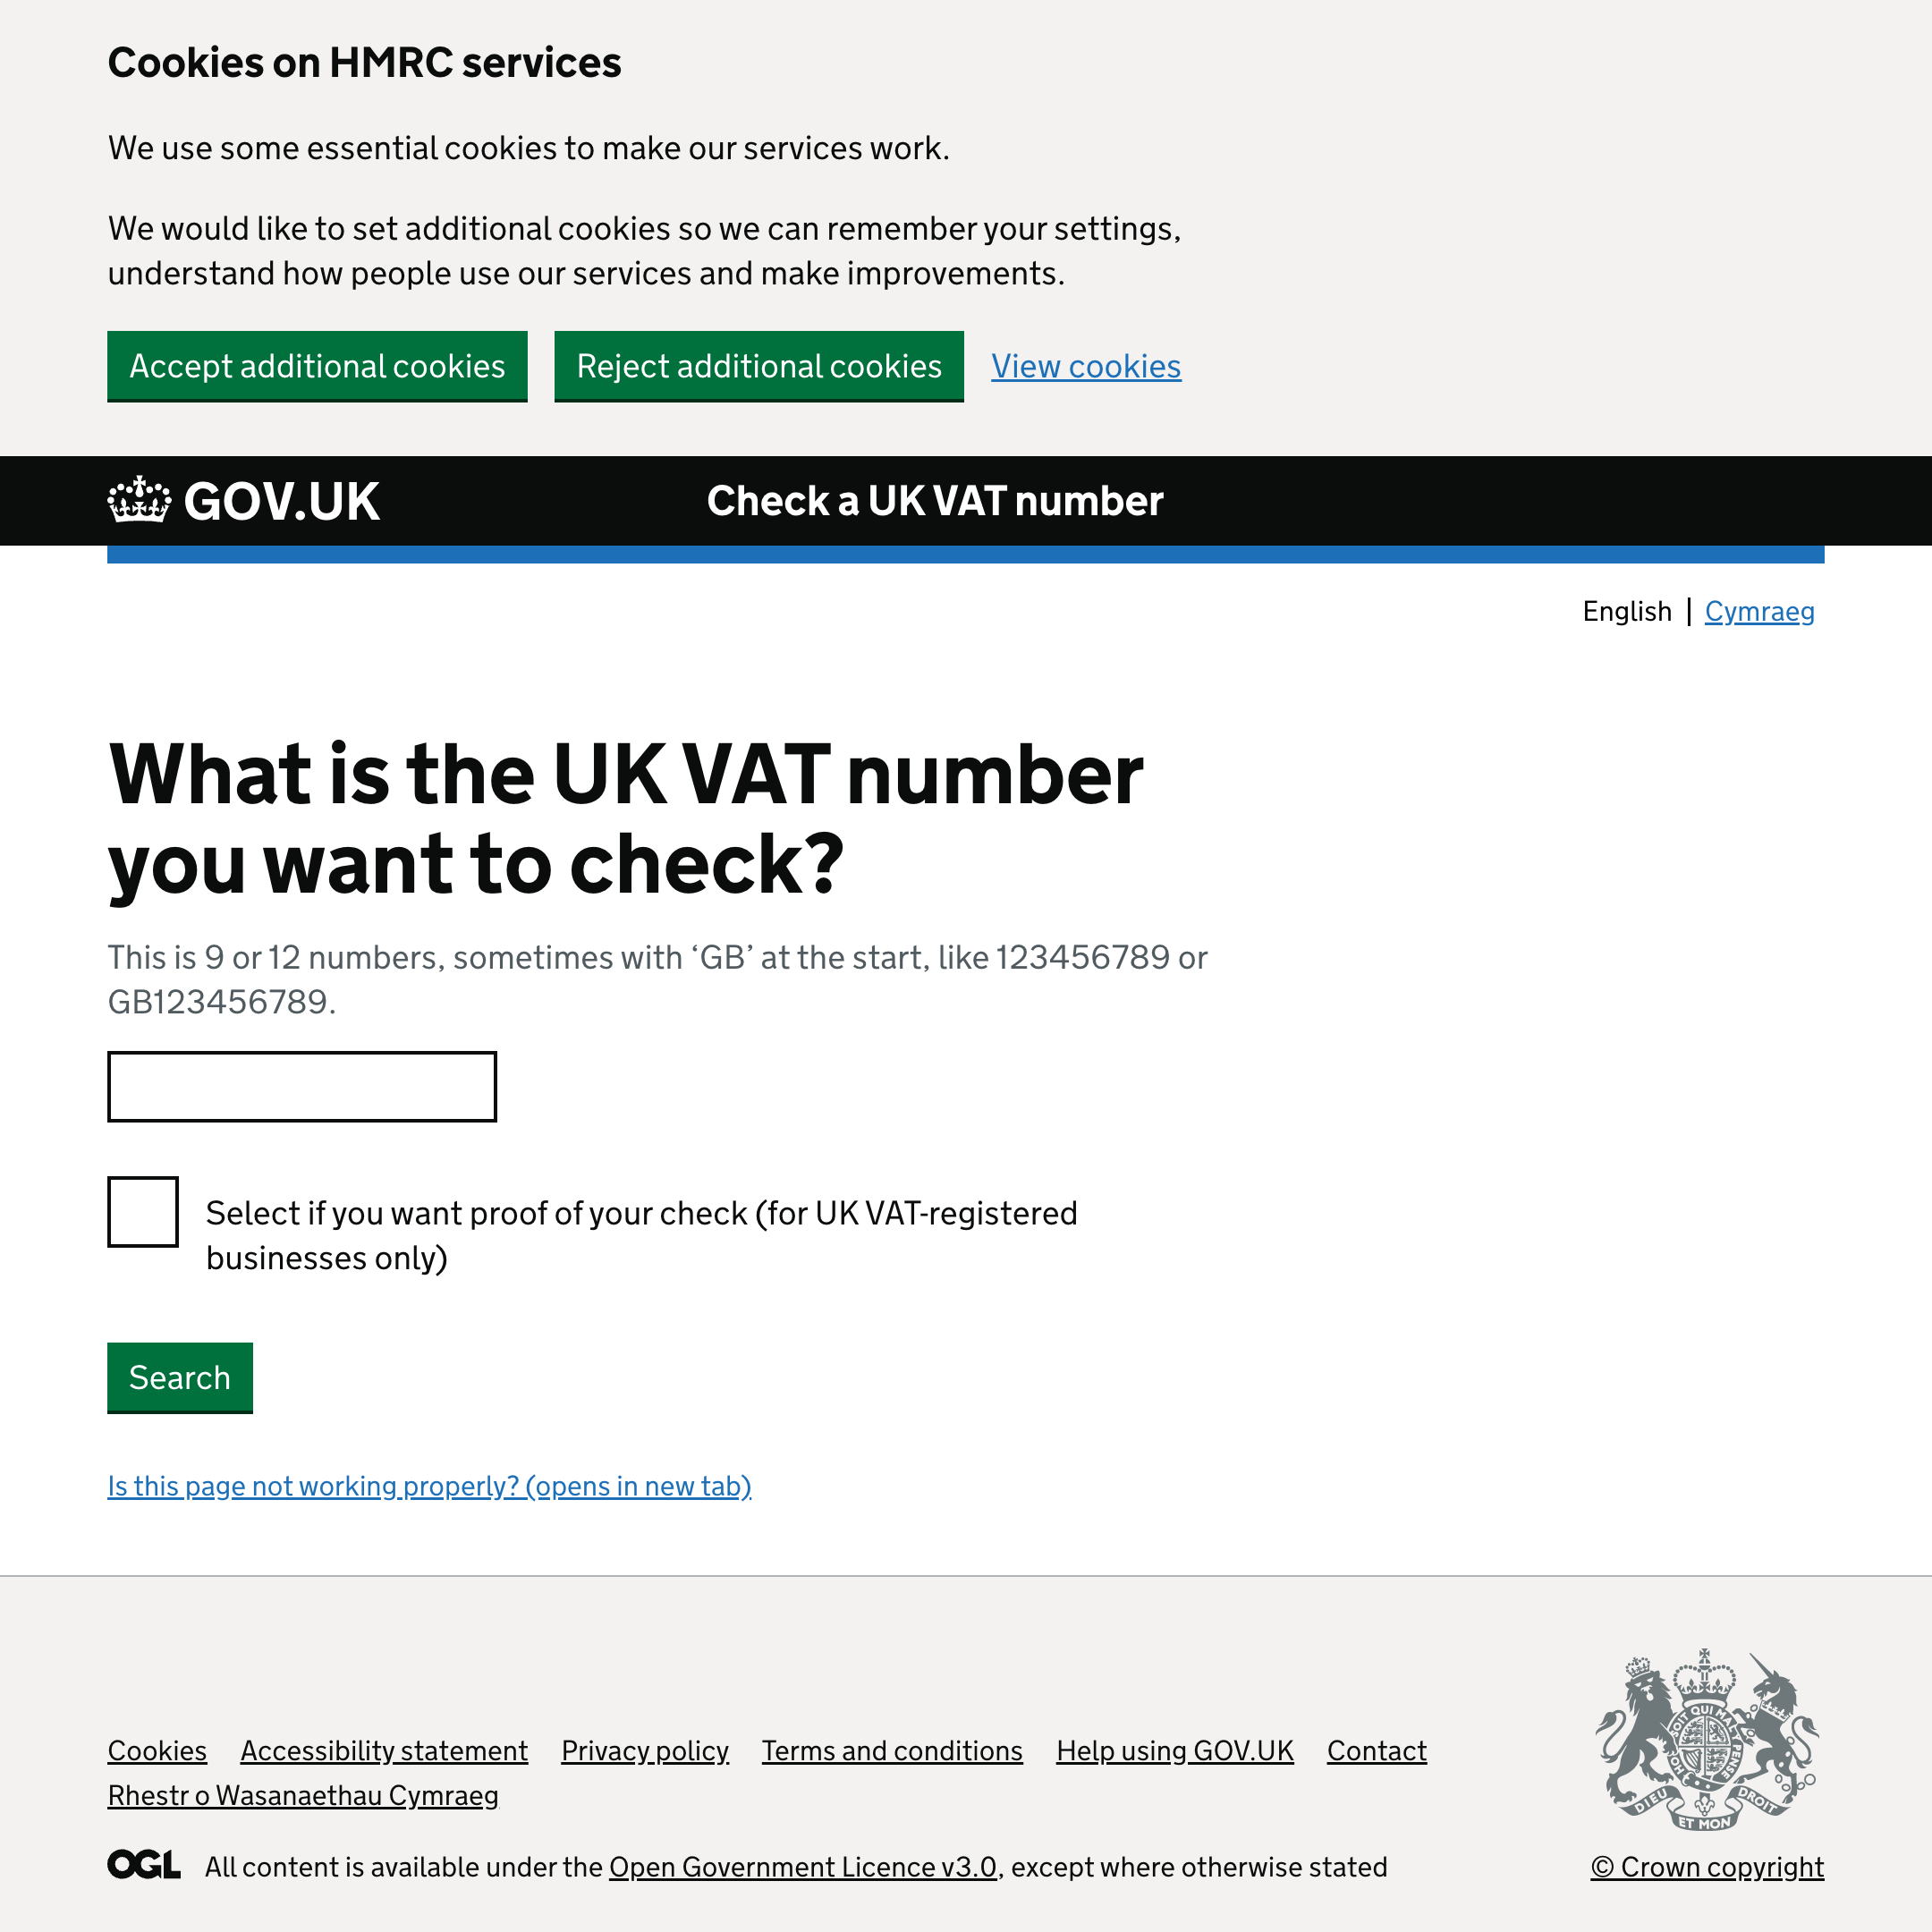 Cookies on HMRC services
We use some essential cookies to make our services work.
We would like to set additional cookies so we can remember your settings,
understand how people use our services and make improvements.
Accept additional cookies Reject additional cookies View cookies
GOV.UK Check a UK VAT number
English | Cymraeg
What is the UK VAT number
you want to check?
This is 9 or 12 numbers, sometimes with ‘GB’ at the start, like 123456789 or
GB123456789.
Select if you want proof of your check (for UK VAT-registered
businesses only)
Search
Is this page not working properly? (opens in new tab)
Cookies Accessibility statement Privacy policy Terms and conditions Help using GOV.UK Contact
Rhestr o Wasanaethau Cymraeg
SOIT QUI MAL Y PENSE
DIEU ET MON DROIT
OGL All content is available under the Open Government Licence v3.0, except where otherwise stated
© Crown copyright